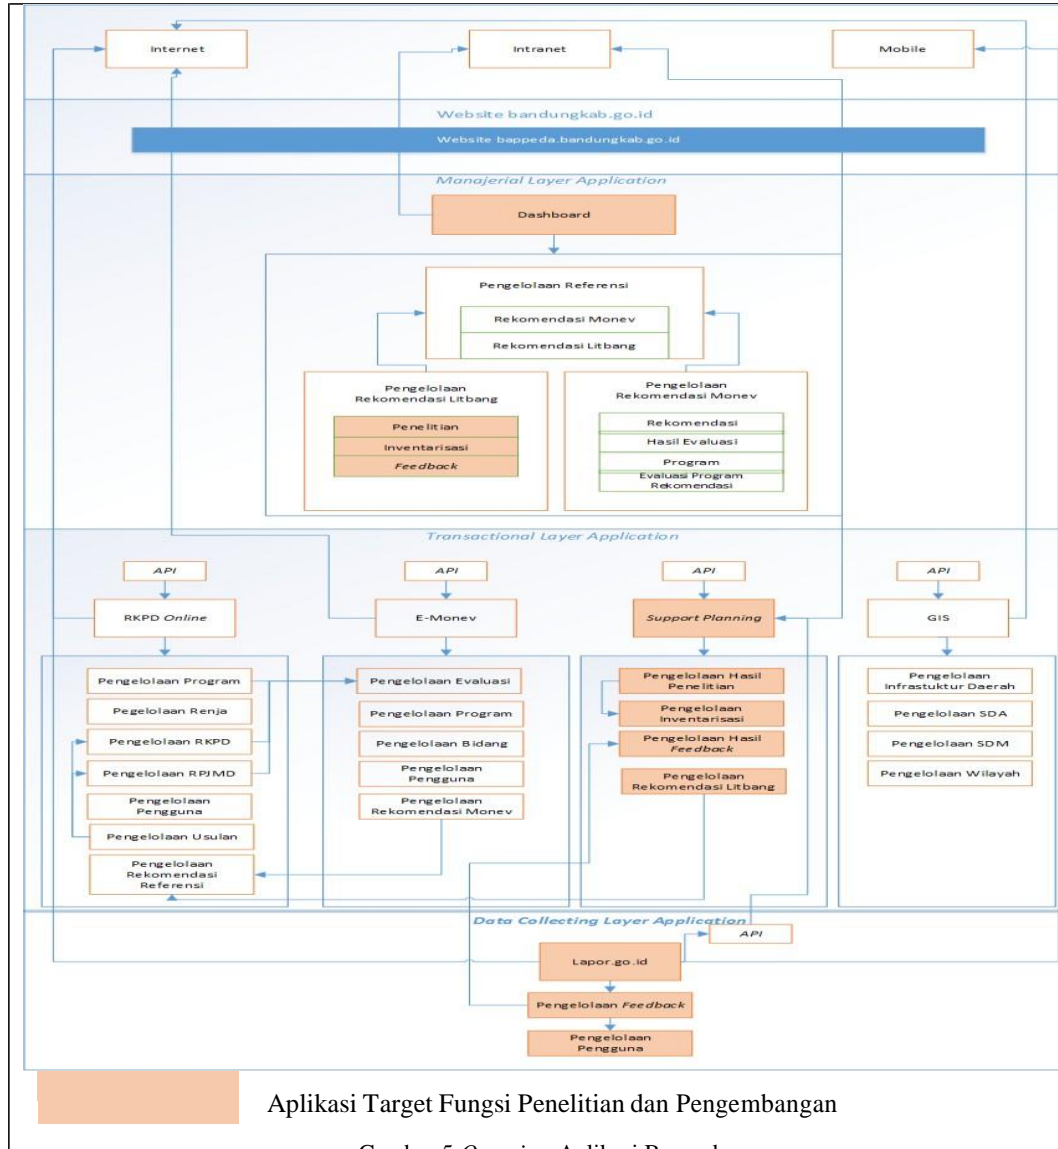 Internet
Intranet
Mobile
Website bandungkab.go.id
Website bappeda.bandungkab.go.id
Manajerial Layer Application
Dashboard
Pengelolaan Referensi
Rekomendasi Monev
Rekomendasi Litbang
Pengelolaan
Rekomendasi Litbang
Penelitian
Inventarisasi
Feedback
Pengelolaan
Rekomendasi Monev
Rekomendasi
Hasil Evaluasi
Program
Evaluasi Program
Rekomendasi
Transactional Layer Application
API
API
API
API
RKPD Online
E-Monev
Support Planning
GIS
Pengelolaan Program
Pegelolaan Renja
Pengelolaan RKPD
Pengelolaan RPJMD
Pengelolaan
Pengguna
Pengelolaan Usulan
Pengelolaan
Rekomendasi
Referensi
Pengelolaan Evaluasi
Pengelolaan Program
Pengelolaan Bidang
Pengelolaan
Pengguna
Pengelolaan
Rekomendasi Monev
Pengelolaan Hasil
Penelitian
Pengelolaan
Inventarisasi
Pengelolaan Hasil
Feedback
Pengelolaan
Rekomendasi Litbang
Pengelolaan
Infrastuktur Daerah
Pengelolaan SDA
Pengelolaan SDM
Pengelolaan Wilayah
Data Collecting Layer Application
API
Lapor.go.id
Pengelolaan Feedback
Pengelolaan
Pengguna
Aplikasi Target Fungsi Penelitian dan Pengembangan